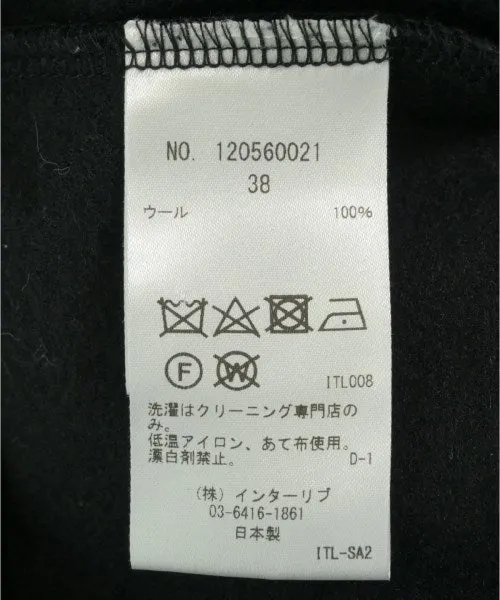 NO. 120560021
38
ウール 100%
F W
ITL008
洗濯はクリーニング専門店の
み。
低温アイロン、あて布使用。
漂白剤禁止。 D-1
(株) インターリブ
03-6416-1861
日本製
ITL-SA2